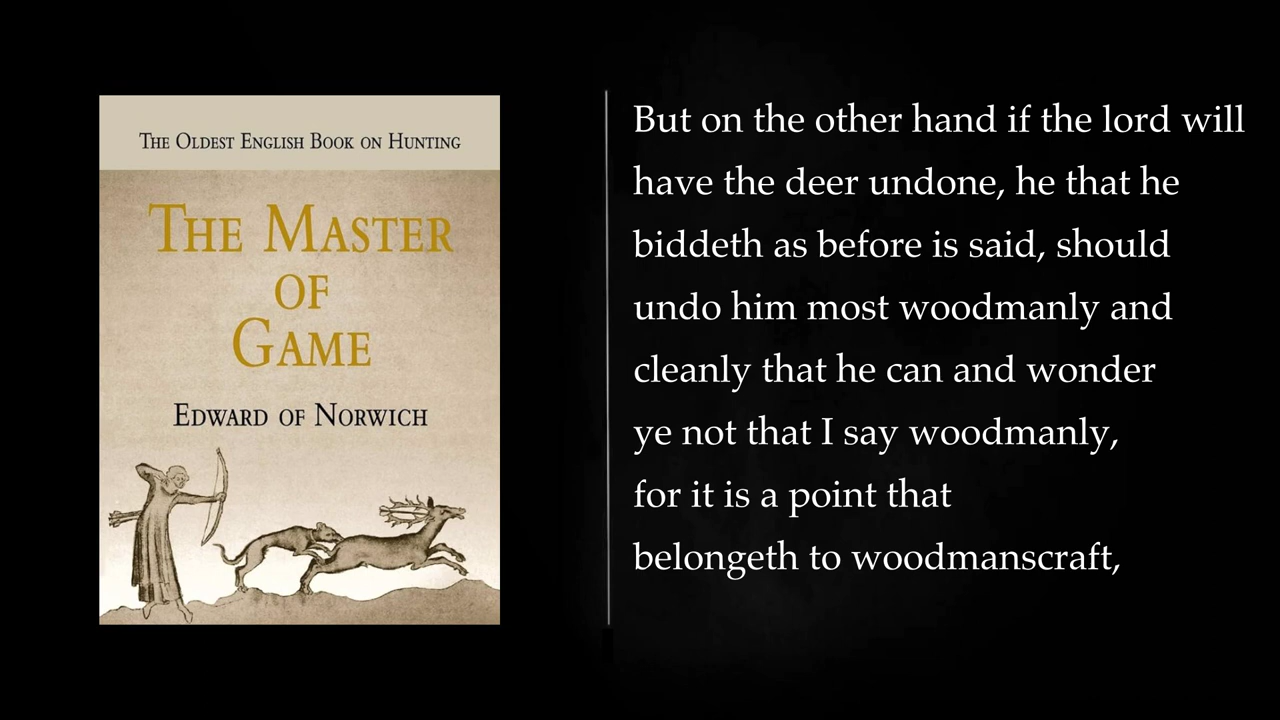 The Oldest English Book on Hunting
The Master
of
Game
Edward of Norwich
But on the other hand if the lord will
have the deer undone, he that he
biddeth as before is said, should
undo him most woodmanly and
cleanly that he can and wonder
ye not that I say woodmanly,
for it is a point that
belongeth to woodmanscraft,